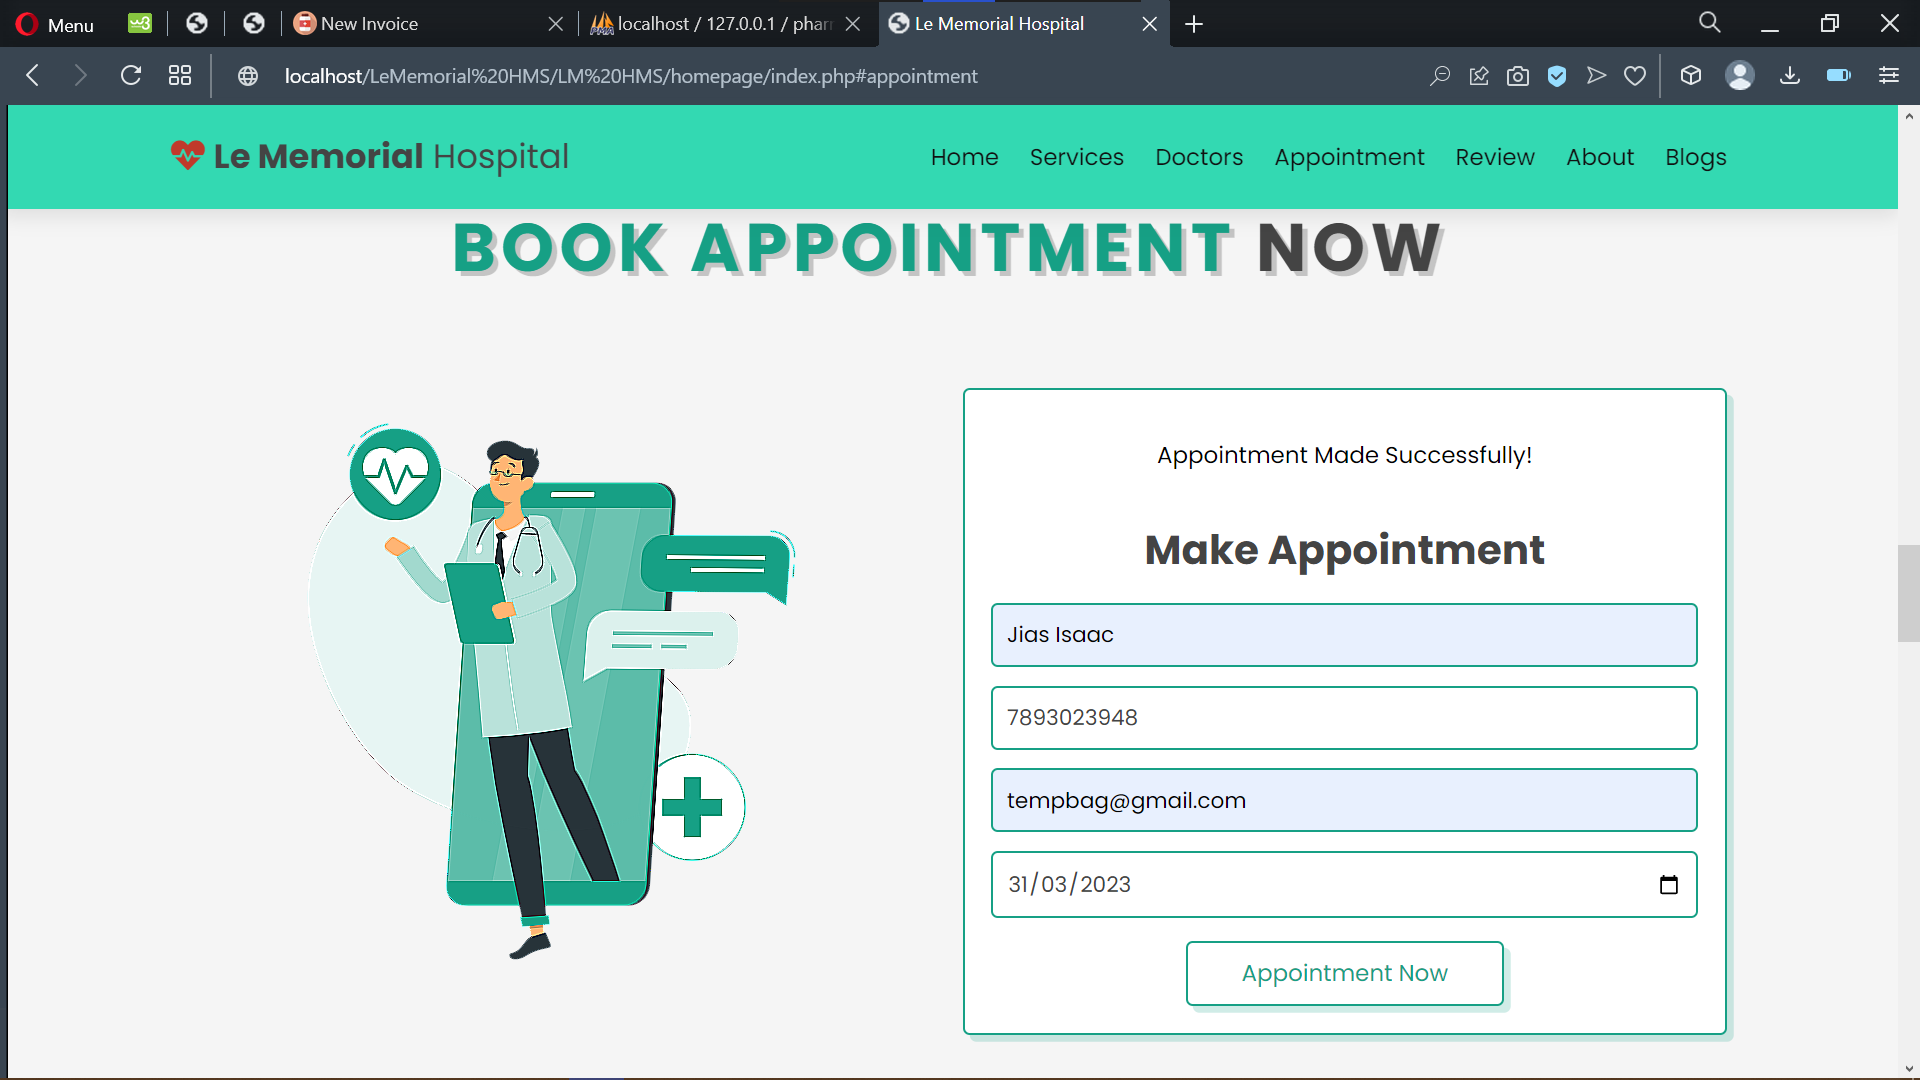 Menu
New Invoice
localhost / 127.0.0.1 / phar
Le Memorial Hospital
localhost/LeMemorial%20HMS/LM%20HMS/homepage/index.php#appointment
Le Memorial Hospital
Home Services Doctors Appointment Review About Blogs
BOOK APPOINTMENT NOW
Appointment Made Successfully!
Make Appointment
Jias Isaac
7893023948
tempbag@gmail.com
31/03/2023
Appointment Now